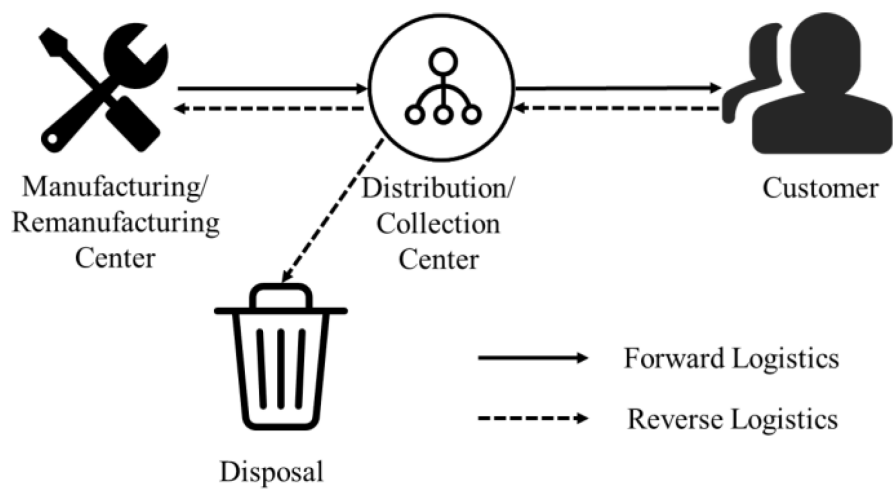 Manufacturing/
Remanufacturing
Center
Distribution/
Collection
Center
Customer
Forward Logistics
Reverse Logistics
Disposal